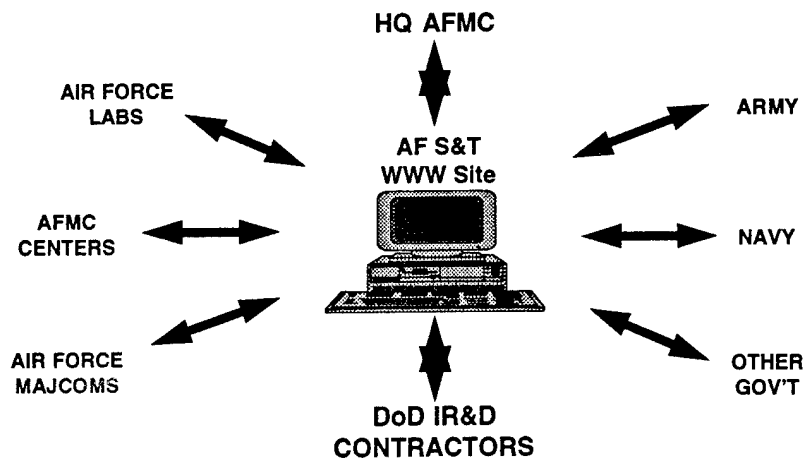 HQ AFMC
AIR FORCE
LABS
ARMY
AF S&T
WWW Site
AFMC
CENTERS
NAVY
AIR FORCE
MAJCOMS
OTHER
GOV'T
DoD IR&D
CONTRACTORS